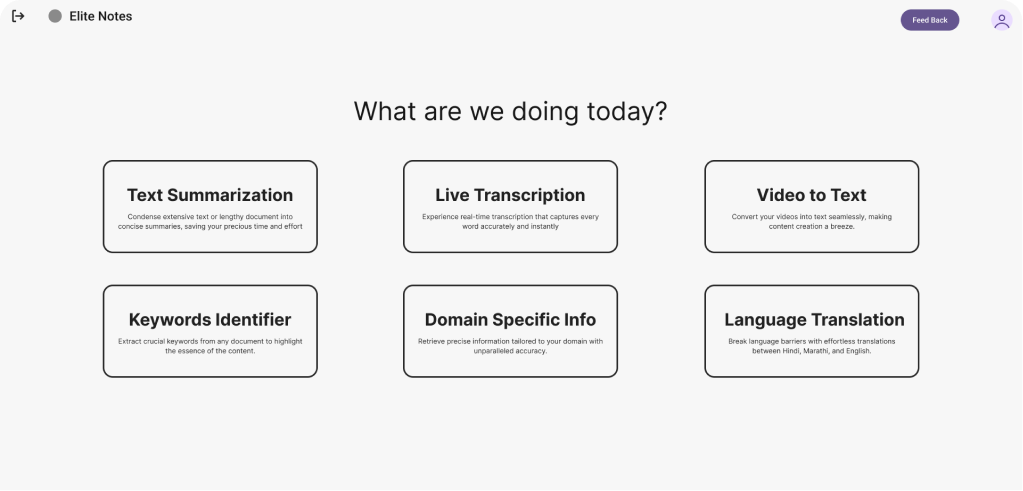 Elite Notes
Feed Back
What are we doing today?
Text Summarization
Condense extensive text or lengthy document into
concise summaries, saving your precious time and effort
Live Transcription
Experience real-time transcription that captures every
word accurately and instantly
Video to Text
Convert your videos into text seamlessly, making
content creation a breeze.
Keywords Identifier
Extract crucial keywords from any document to highlight
the essence of the content.
Domain Specific Info
Retrieve precise information tailored to your domain with
unparalleled accuracy.
Language Translation
Break language barriers with effortless translations
between Hindi, Marathi, and English.